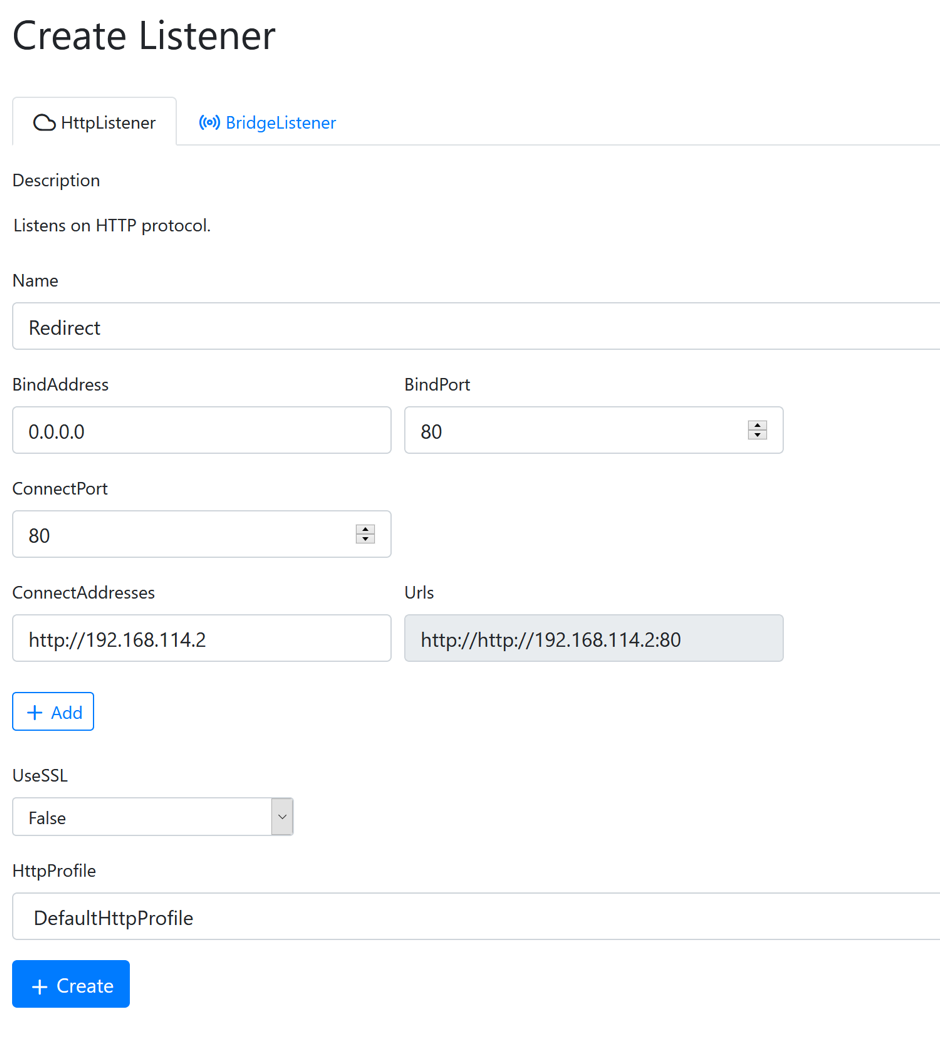 Create Listener
HttpListener
BridgeListener
Description
Listens on HTTP protocol.
Name
Redirect
BindAddress
BindPort
0.0.0.0
80
ConnectPort
80
ConnectAddresses
Urls
http://192.168.114.2
http://http://192.168.114.2:80
+ Add
UseSSL
False
HttpProfile
DefaultHttpProfile
+ Create